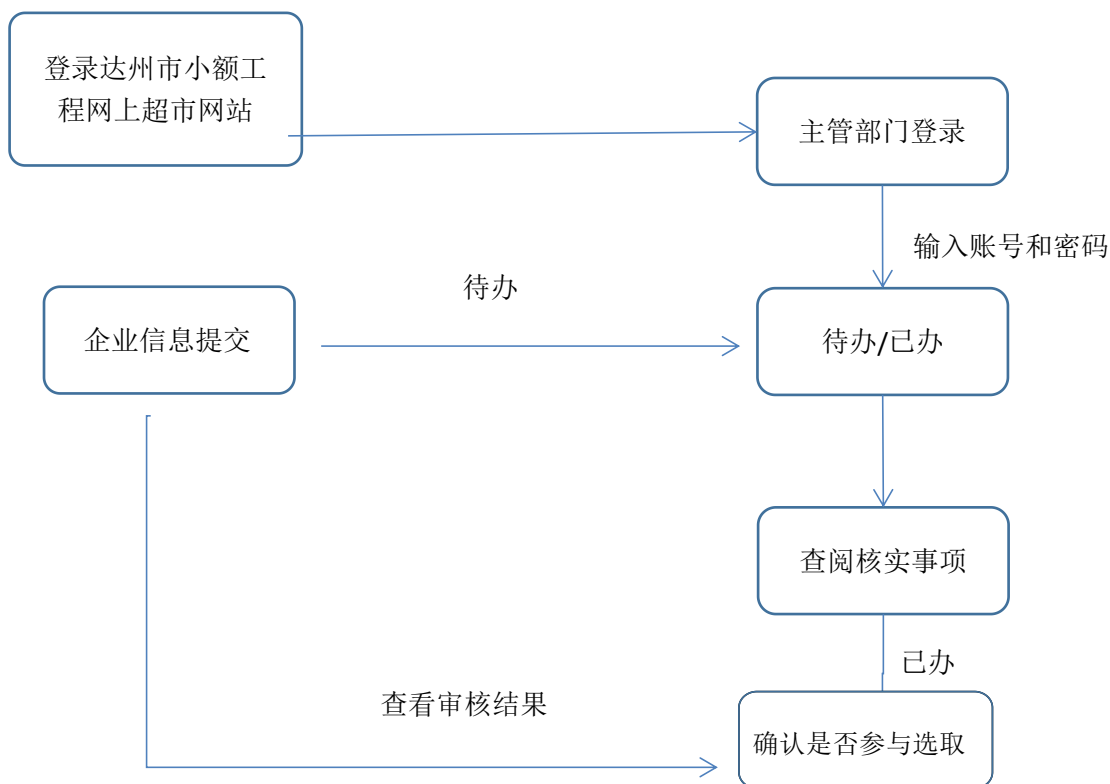 登录达州市小额工
程网上超市网站
主管部门登录
输入账号和密码
待办
企业信息提交
待办/已办
查阅核实事项
已办
查看审核结果
确认是否参与选取